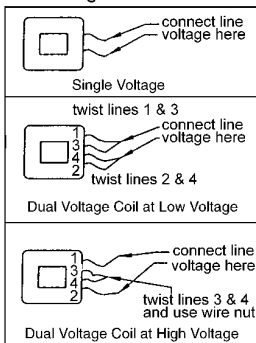 connect line
voltage here
Single Voltage
twist lines 1 & 3
connect line
voltage here
1
3
4
2
twist lines 2 & 4
Dual Voltage Coil at Low Voltage
connect line
voltage here
1
3
4
2
twist lines 3 & 4
and use wire nut
Dual Voltage Coil at High Voltage